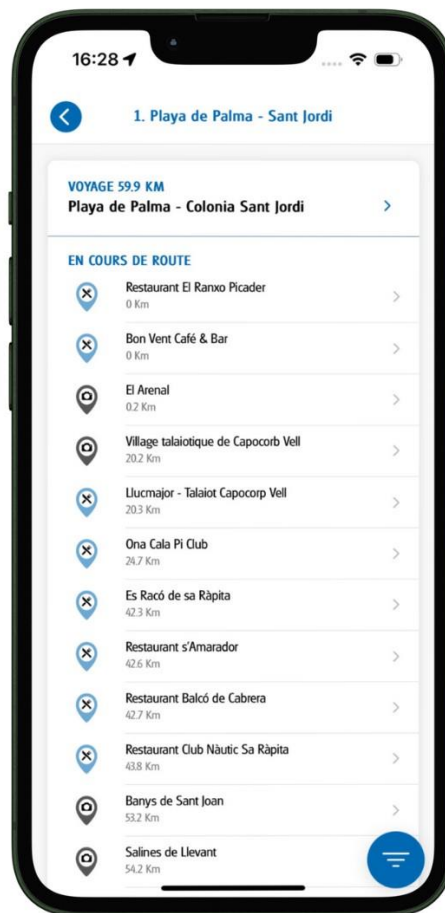 16:28
1. Playa de Palma - Sant Jordi
VOYAGE 59.9 KM
Playa de Palma - Colonia Sant Jordi
EN COURS DE ROUTE
Restaurant El Ranxo Picader
0 Km
Bon Vent Café & Bar
0 Km
El Arenal
0.2 Km
Village talaiotique de Capocorb Vell
20.2 Km
Llucmajor - Talaiot Capocorp Vell
20.3 Km
Ona Cala Pi Club
24.7 Km
Es Racó de sa Ràpita
42.3 Km
Restaurant s'Amarador
42.6 Km
Restaurant Balcó de Cabrera
42.7 Km
Restaurant Club Nàutic Sa Ràpita
43.8 Km
Banys de Sant Joan
53.2 Km
Salines de Llevant
54.2 Km